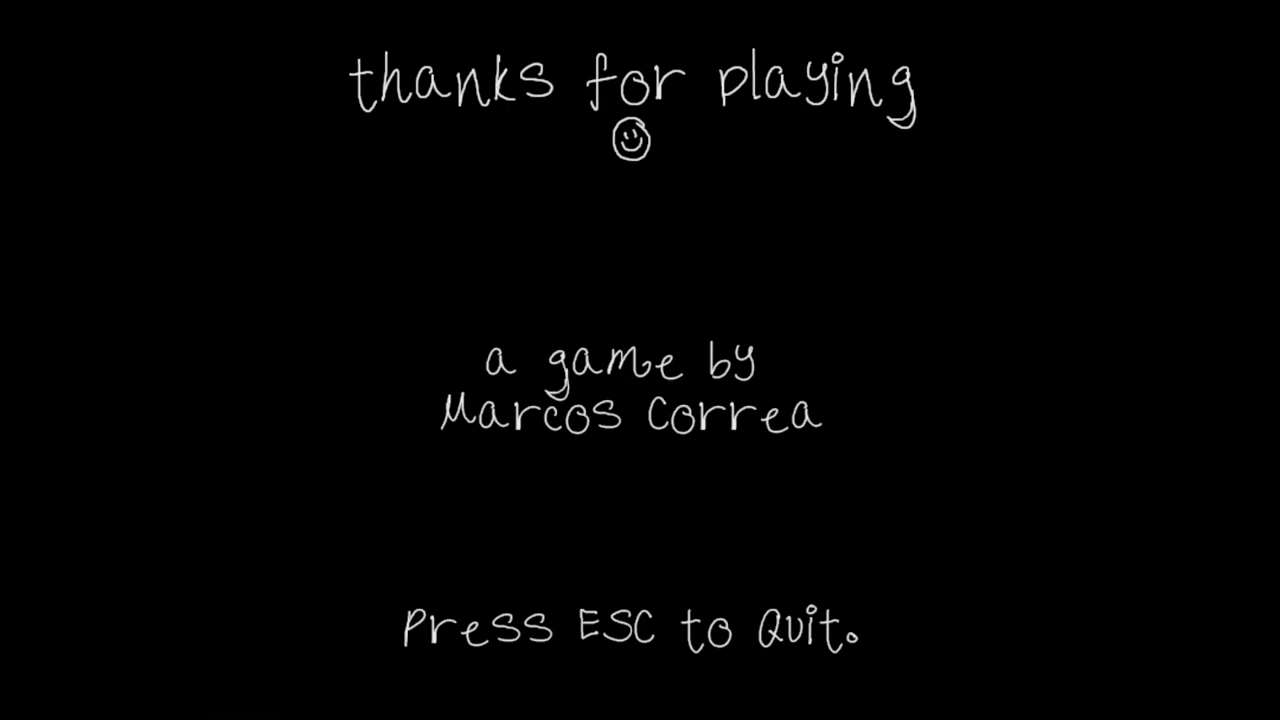 thanks for playing
☺
a game by
Marcos Correa
Press ESC to Quit.